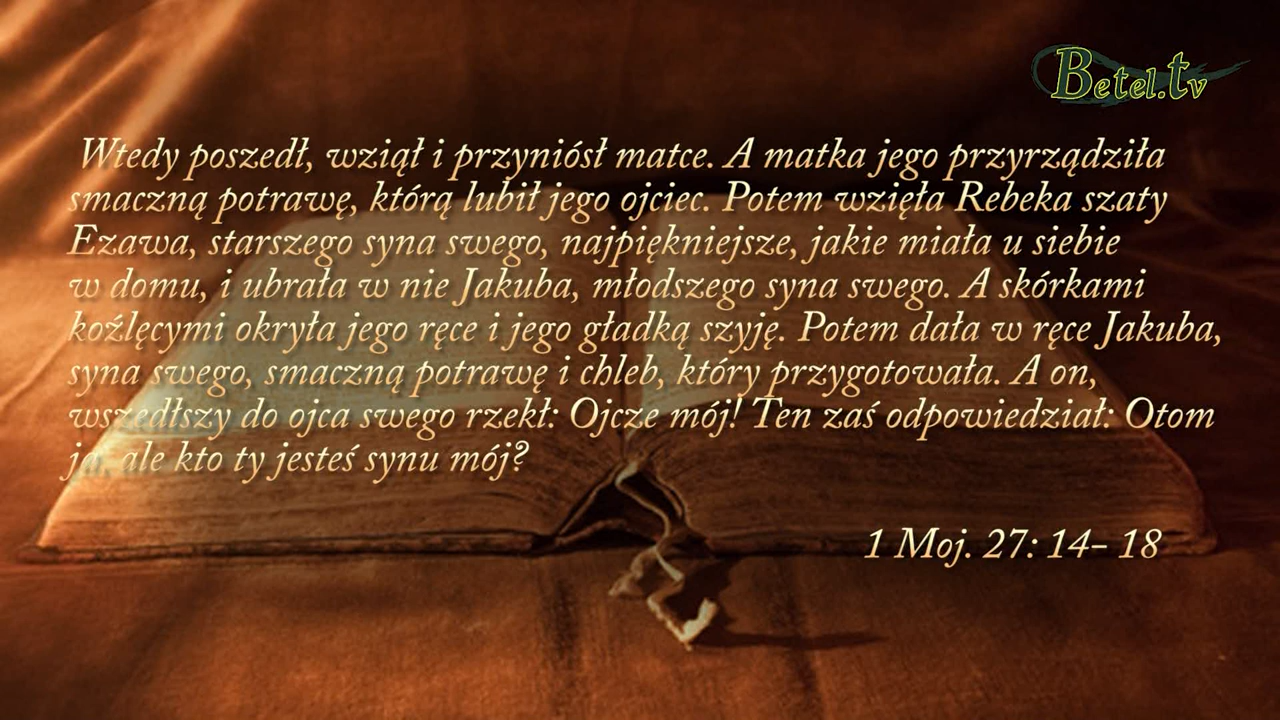 Betel.tv
Wtedy poszedł, wziął i przyniósł matce. A matka jego przyrządziła
smaczną potrawę, którą lubił jego ojciec. Potem wzięła Rebeka szaty
Ezawa, starszego syna swego, najpiękniejsze, jakie miała u siebie
w domu, i ubrała w nie Jakuba, młodszego syna swego. A skórkami
koźlęcymi okryła jego ręce i jego gładką szyję. Potem dała w ręce Jakuba,
syna swego, smaczną potrawę i chleb, który przygotowała. A on,
wszedłszy do ojca swego rzekł: Ojcze mój! Ten zaś odpowiedział: Otom
ja, ale kto ty jesteś synu mój?
1 Moj. 27: 14- 18